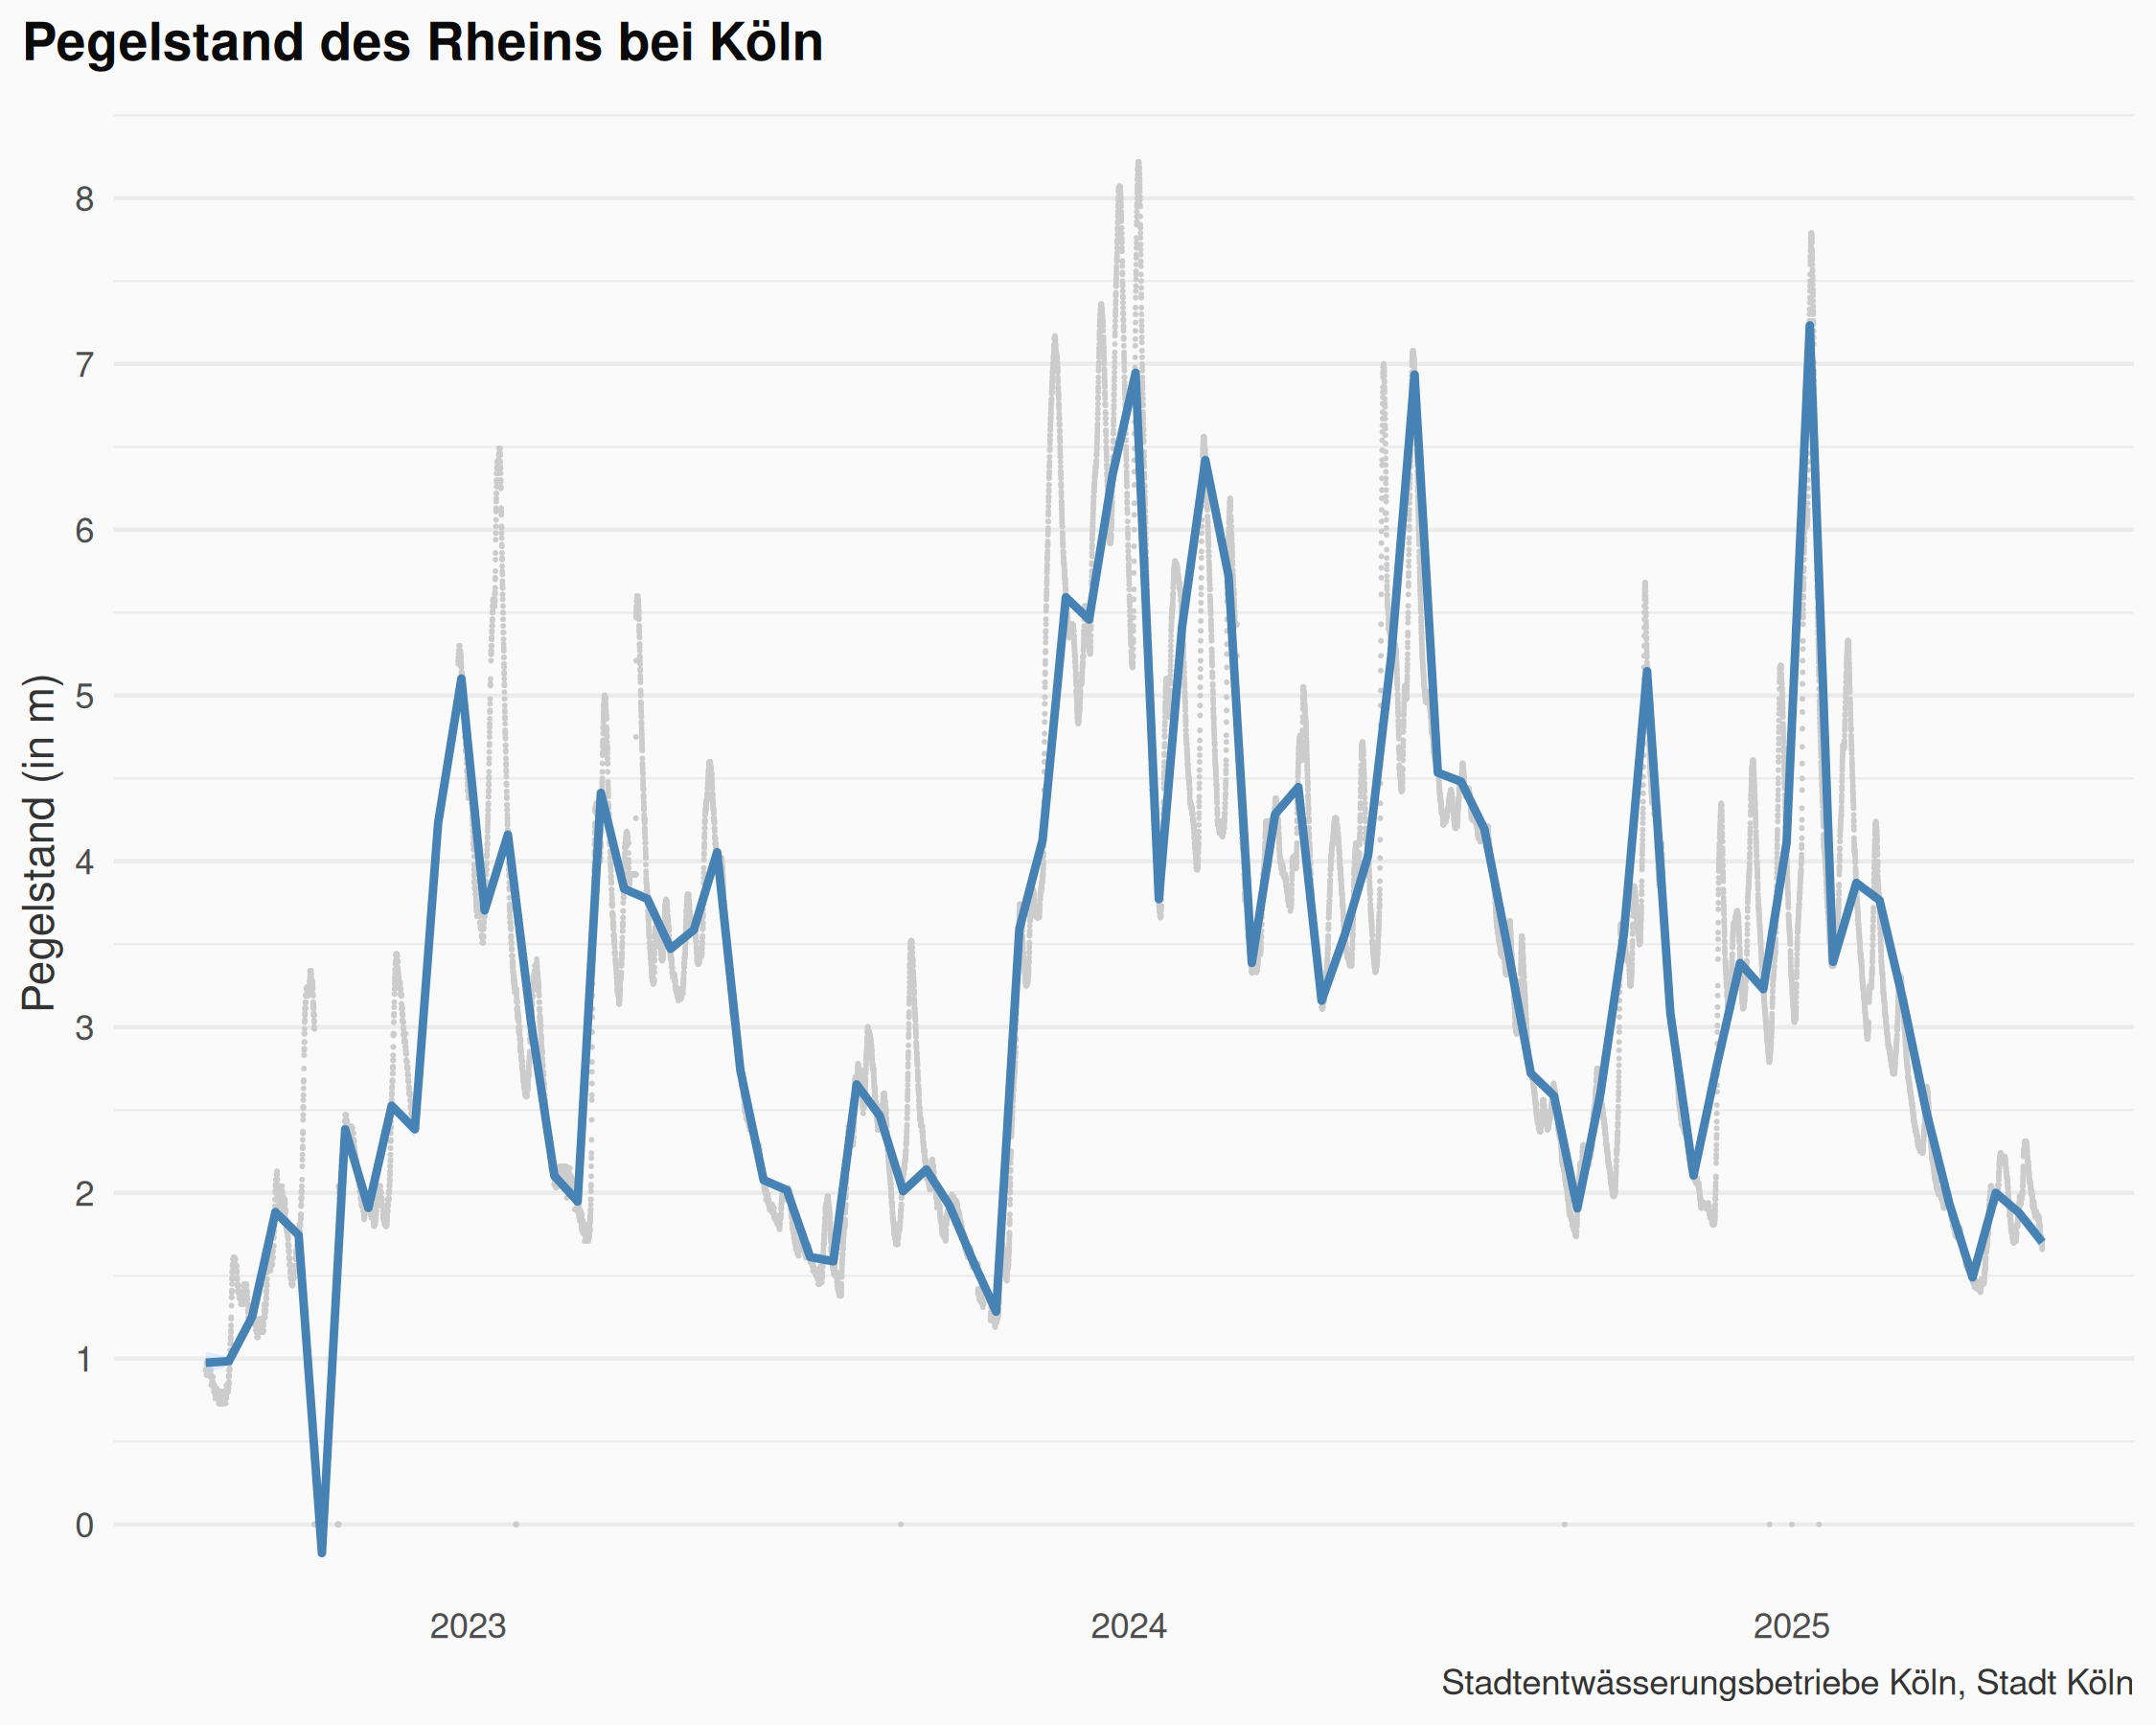 Pegelstand des Rheins bei Köln
Pegelstand (in m)
8
7
6
5
4
3
2
1
0
2023 2024 2025
Stadtentwässerungsbetriebe Köln, Stadt Köln